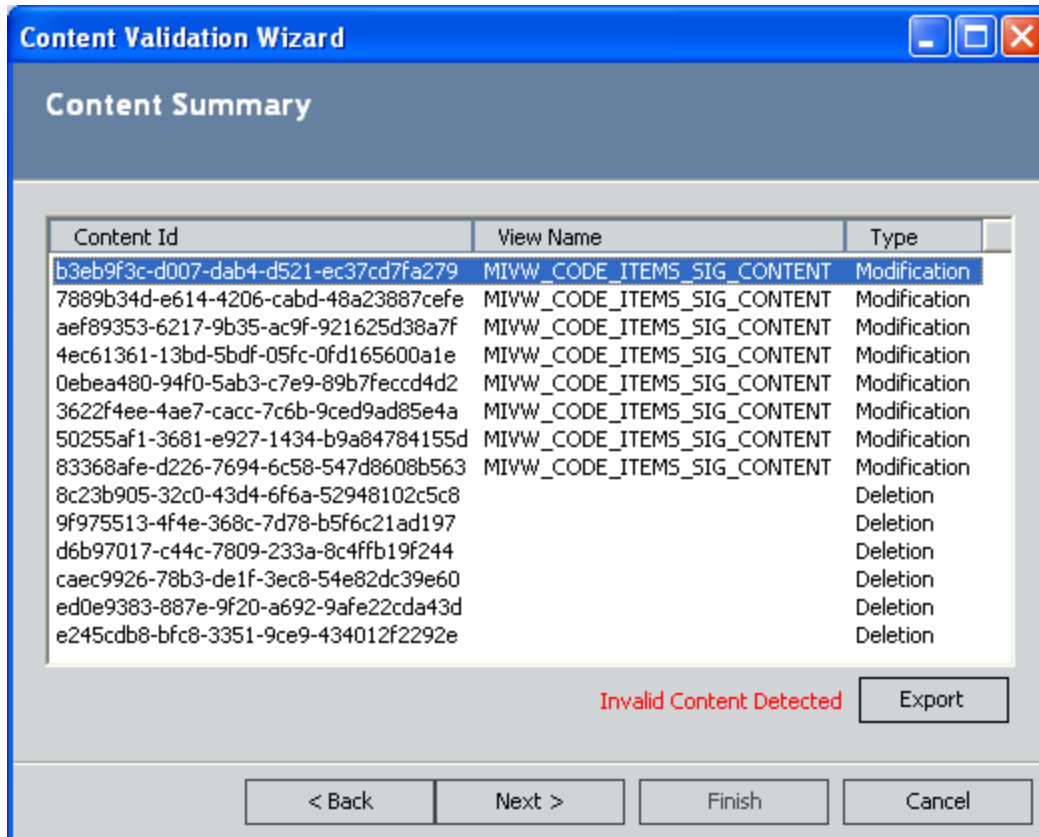 Content Validation Wizard
Content Summary
Content Id View Name Type
b3eb9f3c-d007-dab4-d521-ec37cd7fa279 MIVW_CODE_ITEMS_SIG_CONTENT Modification
7889b34d-e614-4206-cabd-48a23887cefe MIVW_CODE_ITEMS_SIG_CONTENT Modification
aef89353-6217-9b35-ac9f-921625d38a7f MIVW_CODE_ITEMS_SIG_CONTENT Modification
4ec61361-13bd-5bdf-05fc-0fd165600a1e MIVW_CODE_ITEMS_SIG_CONTENT Modification
0ebea480-94f0-5ab3-c7e9-89b7feccd4d2 MIVW_CODE_ITEMS_SIG_CONTENT Modification
3622f4ee-4ae7-cacc-7c6b-9ced9ad85e4a MIVW_CODE_ITEMS_SIG_CONTENT Modification
50255af1-3681-e927-1434-b9a84784155d MIVW_CODE_ITEMS_SIG_CONTENT Modification
83368afe-d226-7694-6c58-547d8608b563 MIVW_CODE_ITEMS_SIG_CONTENT Modification
8c23b905-32c0-43d4-6f6a-52948102c5c8 Deletion
9f975513-4f4e-368c-7d78-b5f6c21ad197 Deletion
d6b97017-c44c-7809-233a-8c4ffb19f244 Deletion
caec9926-78b3-de1f-3ec8-54e82dc39e60 Deletion
ed0e9383-887e-9f20-a692-9afe22cda43d Deletion
e245cdb8-bfc8-3351-9ce9-434012f2292e Deletion
Invalid Content Detected Export
< Back Next > Finish Cancel